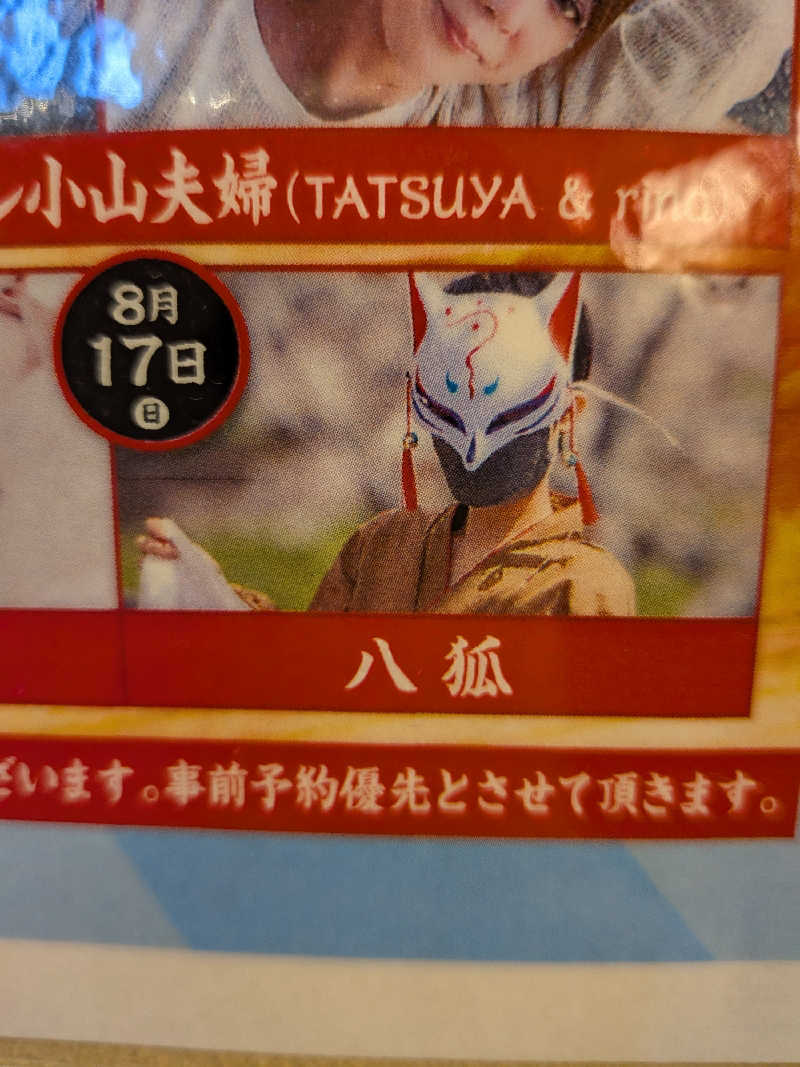 小山夫婦(TATSUYA & rina)
8月
17日
日
八狐
ざいます。事前予約優先とさせて頂きます。